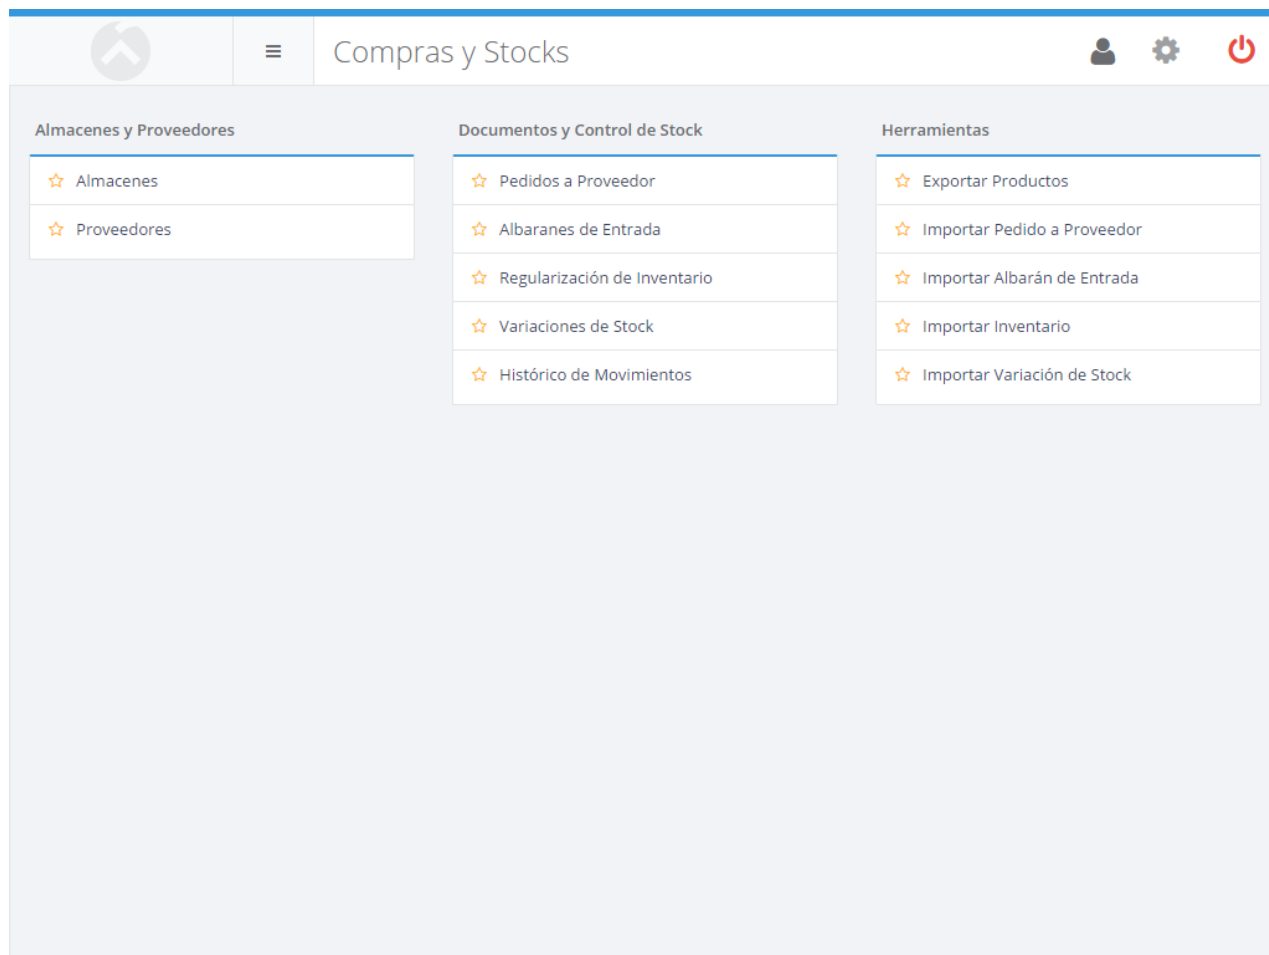 Compras y Stocks
Almacenes y Proveedores
Almacenes
Proveedores
Documentos y Control de Stock
Pedidos a Proveedor
Albaranes de Entrada
Regularización de Inventario
Variaciones de Stock
Histórico de Movimientos
Herramientas
Exportar Productos
Importar Pedido a Proveedor
Importar Albarán de Entrada
Importar Inventario
Importar Variación de Stock